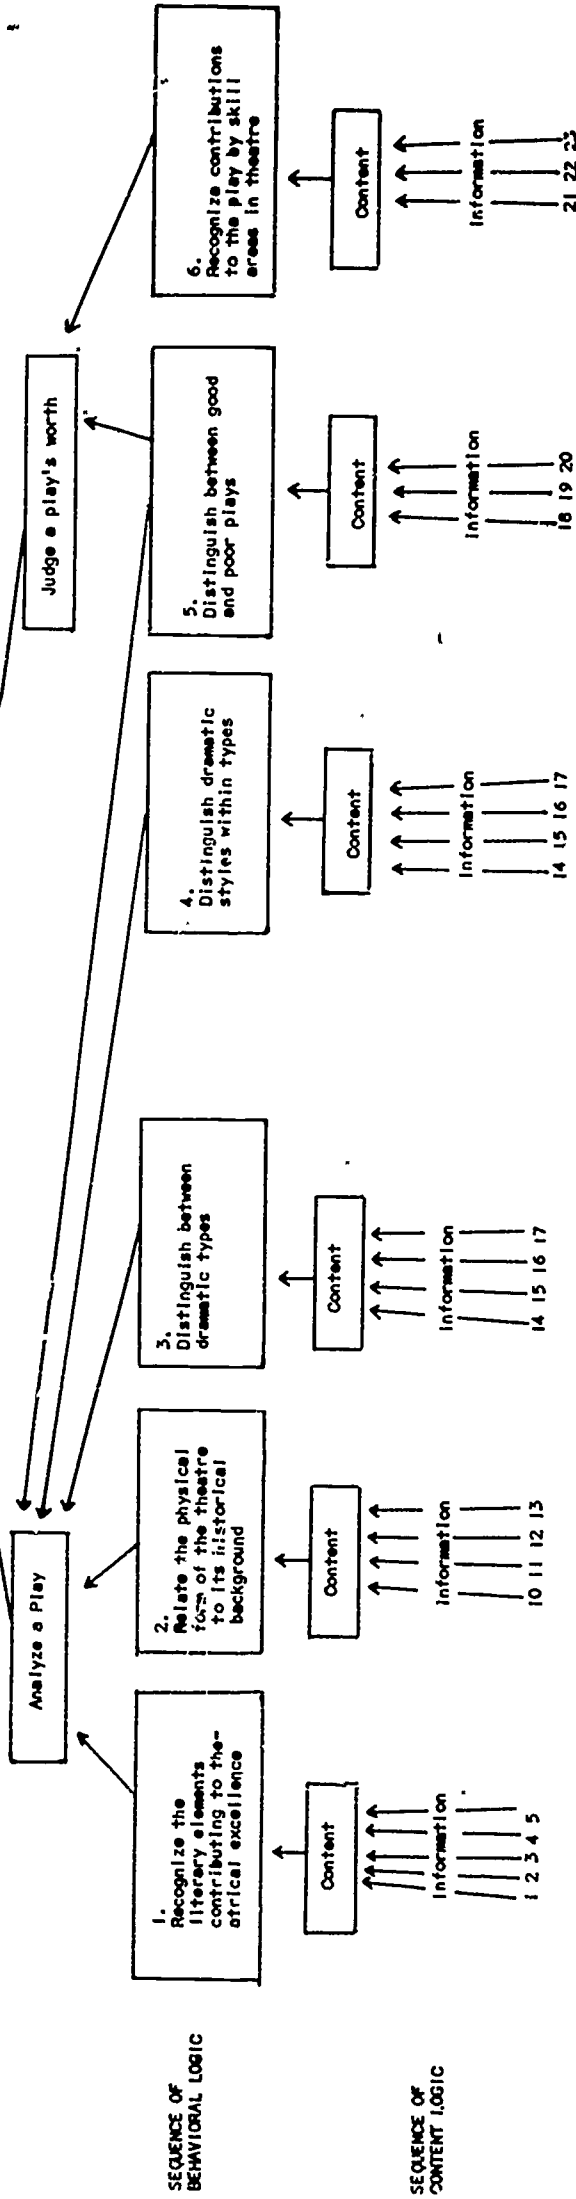 Analyze a Play
Judge a play's worth
SEQUENCE OF
BEHAVIORAL LOGIC
1.
Recognize the
literary elements
contributing to the-
atrical excellence
2.
Relate the physical
form of the theatre
to its historical
background
3.
Distinguish between
dramatic types
4.
Distinguish dramatic
styles within types
5.
Distinguish between good
and poor plays
6.
Recognize contributions
to the play by skill
areas in theatre
SEQUENCE OF
CONTENT LOGIC
Content
Information
1 2 3 4 5
Content
Information
10 11 12 13
Content
Information
14 15 16 17
Content
Information
14 15 16 17
Content
Information
18 19 20
Content
Information
21 22 23